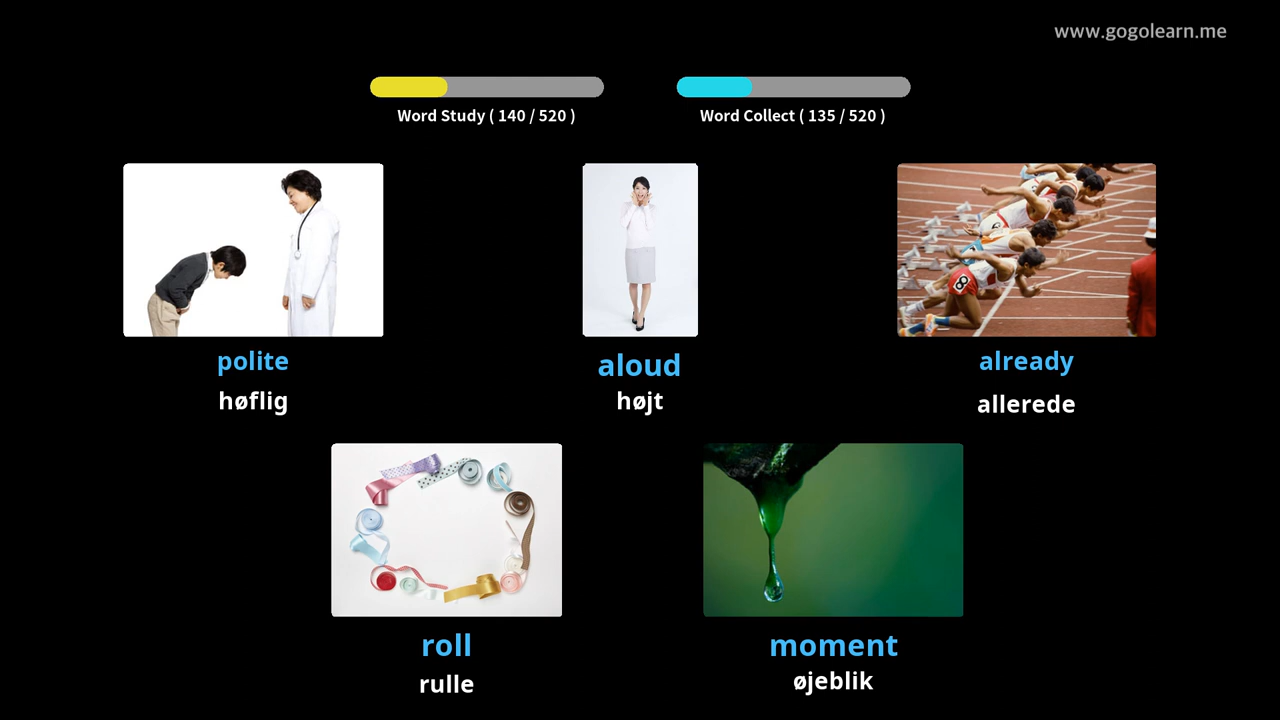 www.gogolearn.me
Word Study ( 140 / 520 )
Word Collect ( 135 / 520 )
polite
høflig
aloud
højt
already
allerede
8
roll
rulle
moment
øjeblik